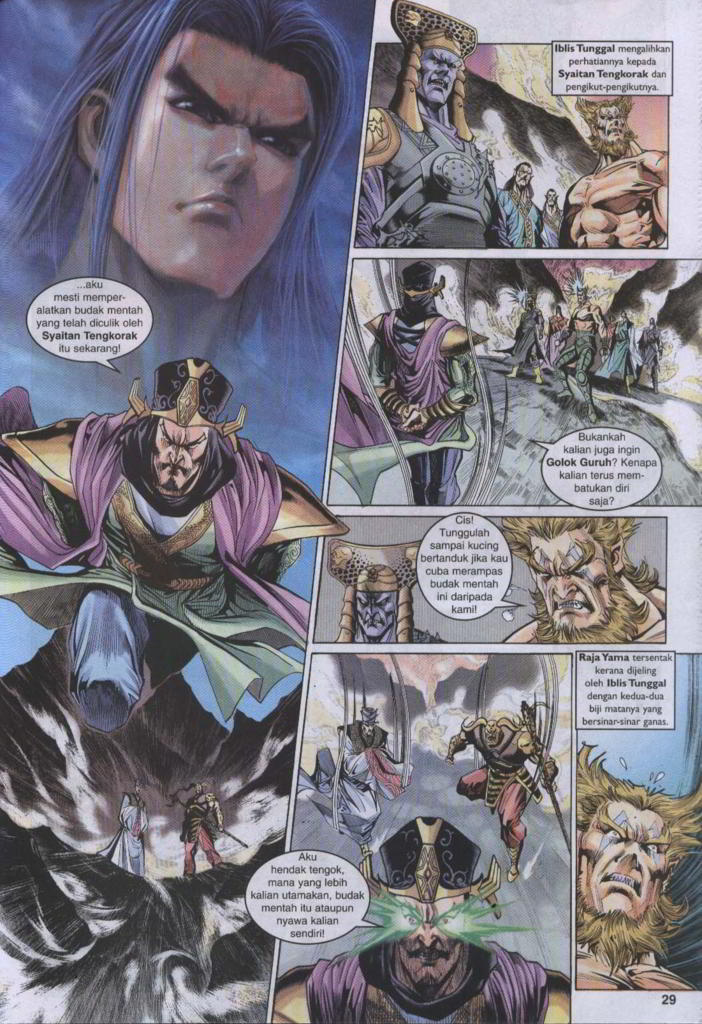 ...aku
mesti memper-
alatkan budak mentah
yang telah diculik oleh
Syaitan Tengkorak
itu sekarang!
Iblis Tunggal mengalihkan
perhatiannya kepada
Syaitan Tengkorak dan
pengikut-pengikutnya.
Bukankah
kalian juga ingin
Golok Guruh? Kenapa
kalian terus mem-
batukan diri
saja?
Cis!
Tunggulah
sampai kucing
bertanduk jika kau
cuba merampas
budak mentah
ini daripada
kami!
Aku
hendak tengok,
mana yang lebih
kalian utamakan, budak
mentah itu ataupun
nyawa kalian
sendiri!
Raja Yama tersentak
kerana dijeling
oleh Iblis Tunggal
dengan kedua-dua
biji matanya yang
bersinar-sinar ganas.
29